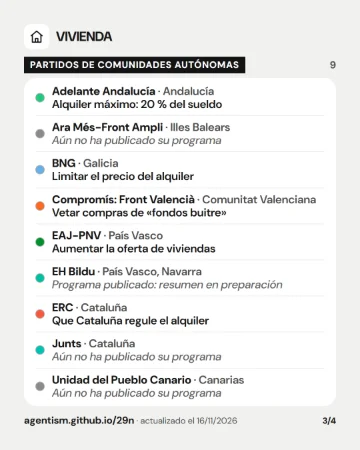 VIVIENDA
PARTIDOS DE COMUNIDADES AUTÓNOMAS 9
Adelante Andalucía · Andalucía
Alquiler máximo: 20 % del sueldo
Ara Més-Front Ampli · Illes Balears
Aún no ha publicado su programa
BNG · Galicia
Limitar el precio del alquiler
Compromís: Front Valencià · Comunitat Valenciana
Vetar compras de «fondos buitre»
EAJ-PNV · País Vasco
Aumentar la oferta de viviendas
EH Bildu · País Vasco, Navarra
Programa publicado: resumen en preparación
ERC · Cataluña
Que Cataluña regule el alquiler
Junts · Cataluña
Aún no ha publicado su programa
Unidad del Pueblo Canario · Canarias
Aún no ha publicado su programa
agentism.github.io/29n · actualizado el 16/11/2026 3/4